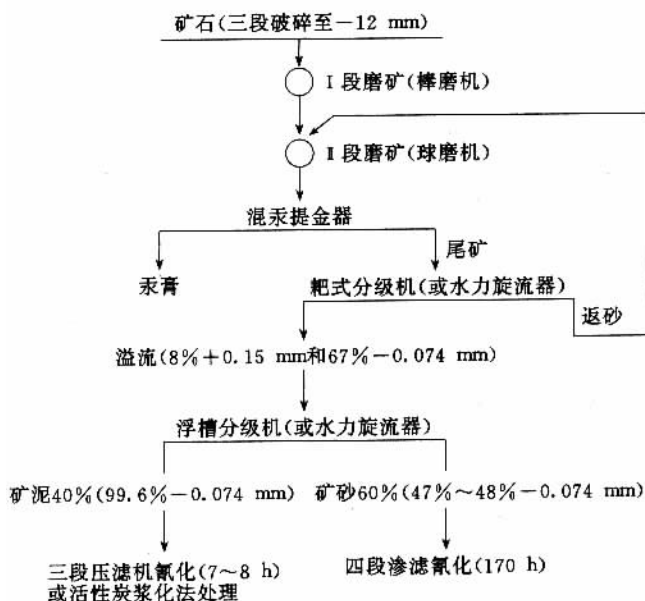 矿石(三段破碎至－12 mm)
Ⅰ段磨矿(棒磨机)
Ⅱ段磨矿(球磨机)
混汞提金器
尾矿
汞膏
耙式分级机(或水力旋流器)
返砂
溢流(8%＋0.15 mm和67%－0.074 mm)
浮槽分级机(或水力旋流器)
矿泥40%(99.6%－0.074 mm)
矿砂60%(47%～48%－0.074 mm)
三段压滤机氰化(7～8 h)
或活性炭浆化法处理
四段渗滤氰化(170 h)